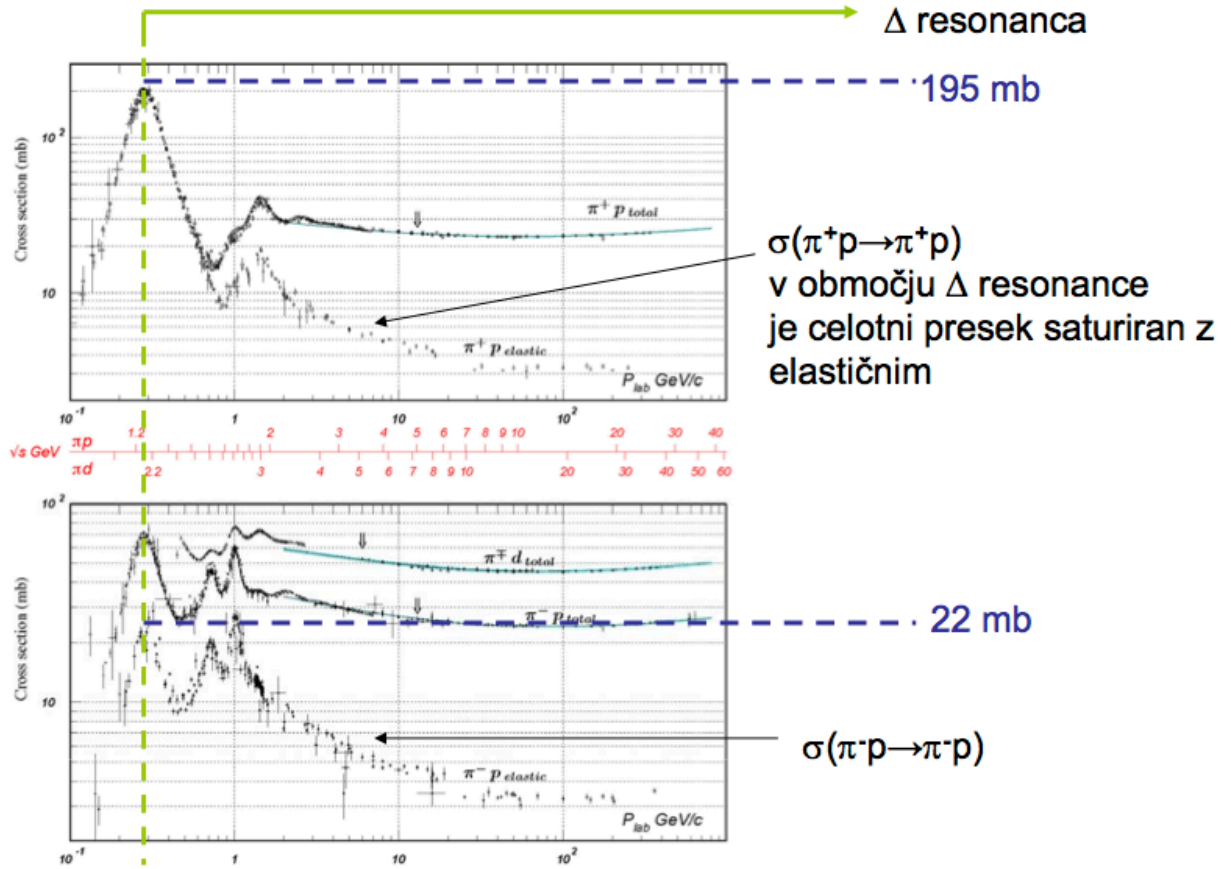 Δ resonanca
195 mb
Cross section (mb)
10²
10
π⁺ p total
⇓
σ(π⁺p→π⁺p)
v območju Δ resonance
je celotni presek saturiran z
elastičnim
π⁺ p elastic
P lab GeV/c
10⁻¹ 1 10 10²
√s GeV
πp 1.2 2 3 4 5 6 7 8 9 10 20 30 40
πd 2.2 3 4 5 6 7 8 9 10 20 30 40 50 60
10²
Cross section (mb)
10
π∓ d total
⇓
π⁻ p total
⇓
22 mb
σ(π⁻p→π⁻p)
π⁻ p elastic
P lab GeV/c
10⁻¹ 1 10 10²